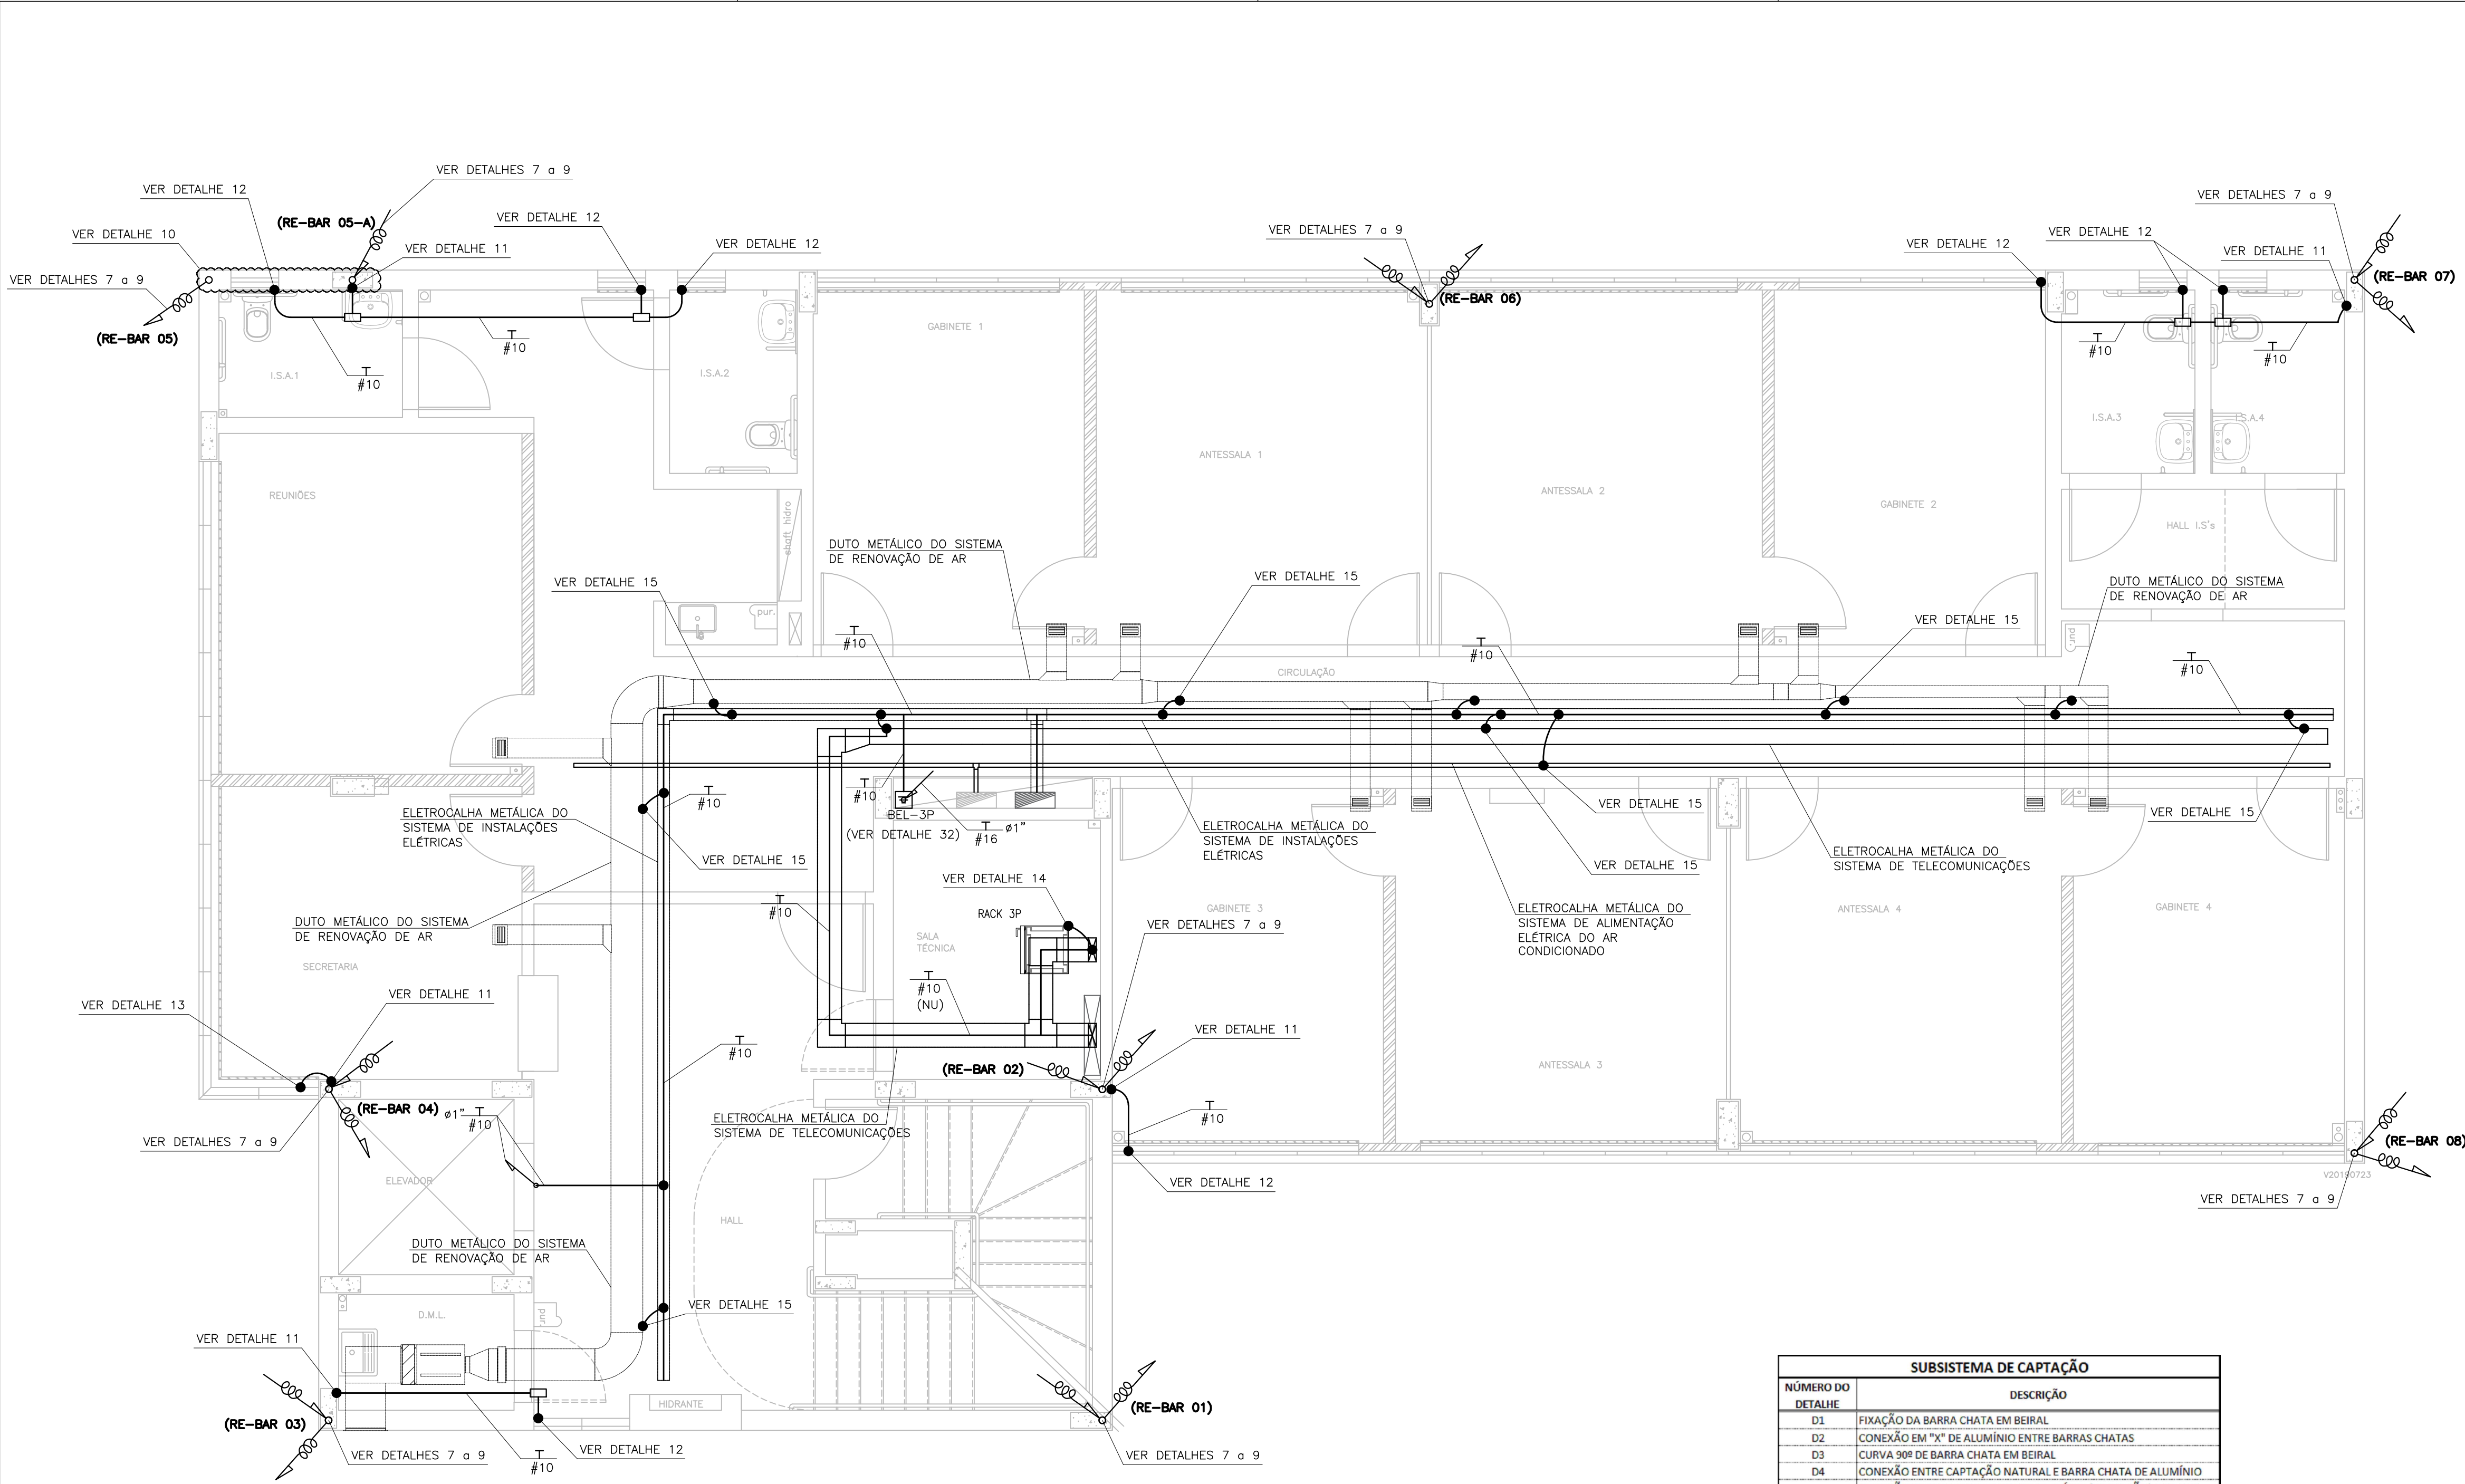 VER DETALHES 7 a 9
VER DETALHE 12
VER DETALHES 7 a 9
(RE-BAR 05-A)
VER DETALHE 12
VER DETALHES 7 a 9
VER DETALHE 12
VER DETALHE 12
VER DETALHE 10
VER DETALHE 11
VER DETALHE 12
VER DETALHE 11
VER DETALHES 7 a 9
(RE-BAR 07)
(RE-BAR 06)
(RE-BAR 05)
GABINETE 1
T
#10
T
#10
T
#10
T
#10
I.S.A.1
I.S.A.2
I.S.A.3
I.S.A.4
ANTESSALA 1
ANTESSALA 2
REUNIÕES
GABINETE 2
shaft hidro
HALL I.S's
DUTO METÁLICO DO SISTEMA
DE RENOVAÇÃO DE AR
VER DETALHE 15
VER DETALHE 15
DUTO METÁLICO DO SISTEMA
DE RENOVAÇÃO DE AR
pur.
VER DETALHE 15
pur
T
#10
T
#10
T
#10
CIRCULAÇÃO
T
#10
T
#10
ELETROCALHA METÁLICA DO
SISTEMA DE INSTALAÇÕES
ELÉTRICAS
BEL-3P
(VER DETALHE 32)
T ø1"
#16
ELETROCALHA METÁLICA DO
SISTEMA DE INSTALAÇÕES
ELÉTRICAS
VER DETALHE 15
VER DETALHE 15
VER DETALHE 15
VER DETALHE 15
ELETROCALHA METÁLICA DO
SISTEMA DE TELECOMUNICAÇÕES
VER DETALHE 14
T
#10
RACK 3P
DUTO METÁLICO DO SISTEMA
DE RENOVAÇÃO DE AR
GABINETE 3
VER DETALHES 7 a 9
ELETROCALHA METÁLICA DO
SISTEMA DE ALIMENTAÇÃO
ELÉTRICA DO AR
CONDICIONADO
ANTESSALA 4
GABINETE 4
SALA
TÉCNICA
SECRETARIA
T
#10
(NU)
VER DETALHE 13
VER DETALHE 11
VER DETALHE 11
T
#10
(RE-BAR 02)
ANTESSALA 3
(RE-BAR 04)
ø1" T
#10
ELETROCALHA METÁLICA DO
SISTEMA DE TELECOMUNICAÇÕES
T
#10
VER DETALHES 7 a 9
(RE-BAR 08)
V20190723
ELEVADOR
VER DETALHE 12
VER DETALHES 7 a 9
HALL
DUTO METÁLICO DO SISTEMA
DE RENOVAÇÃO DE AR
D.M.L.
pur
VER DETALHE 15
VER DETALHE 11
HIDRANTE
(RE-BAR 03)
(RE-BAR 01)
VER DETALHES 7 a 9
T
#10
VER DETALHE 12
VER DETALHES 7 a 9
SUBSISTEMA DE CAPTAÇÃO
NÚMERO DO DETALHE DESCRIÇÃO
D1 FIXAÇÃO DA BARRA CHATA EM BEIRAL
D2 CONEXÃO EM "X" DE ALUMÍNIO ENTRE BARRAS CHATAS
D3 CURVA 90º DE BARRA CHATA EM BEIRAL
D4 CONEXÃO ENTRE CAPTAÇÃO NATURAL E BARRA CHATA DE ALUMÍNIO